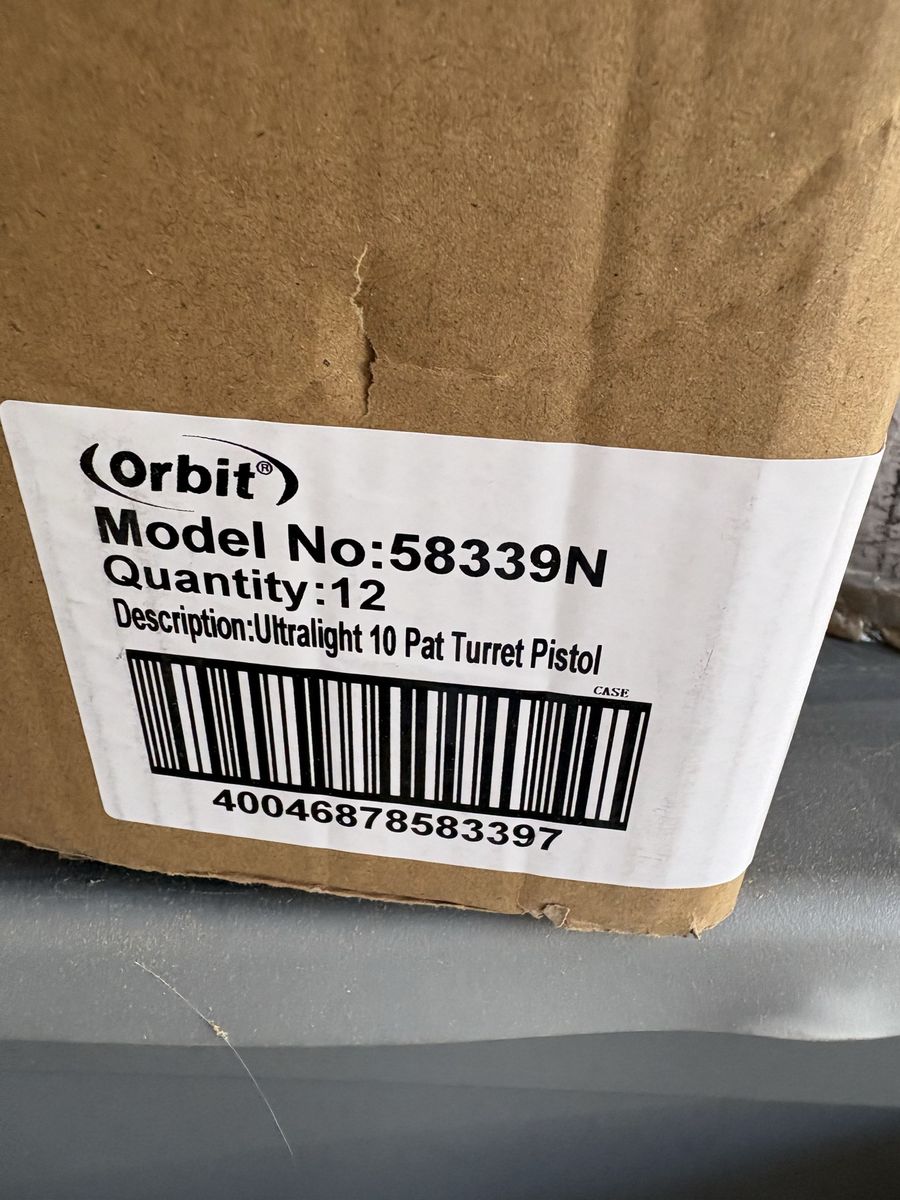 Orbit®
Model No:58339N
Quantity:12
Description:Ultralight 10 Pat Turret Pistol
CASE
40046878583397